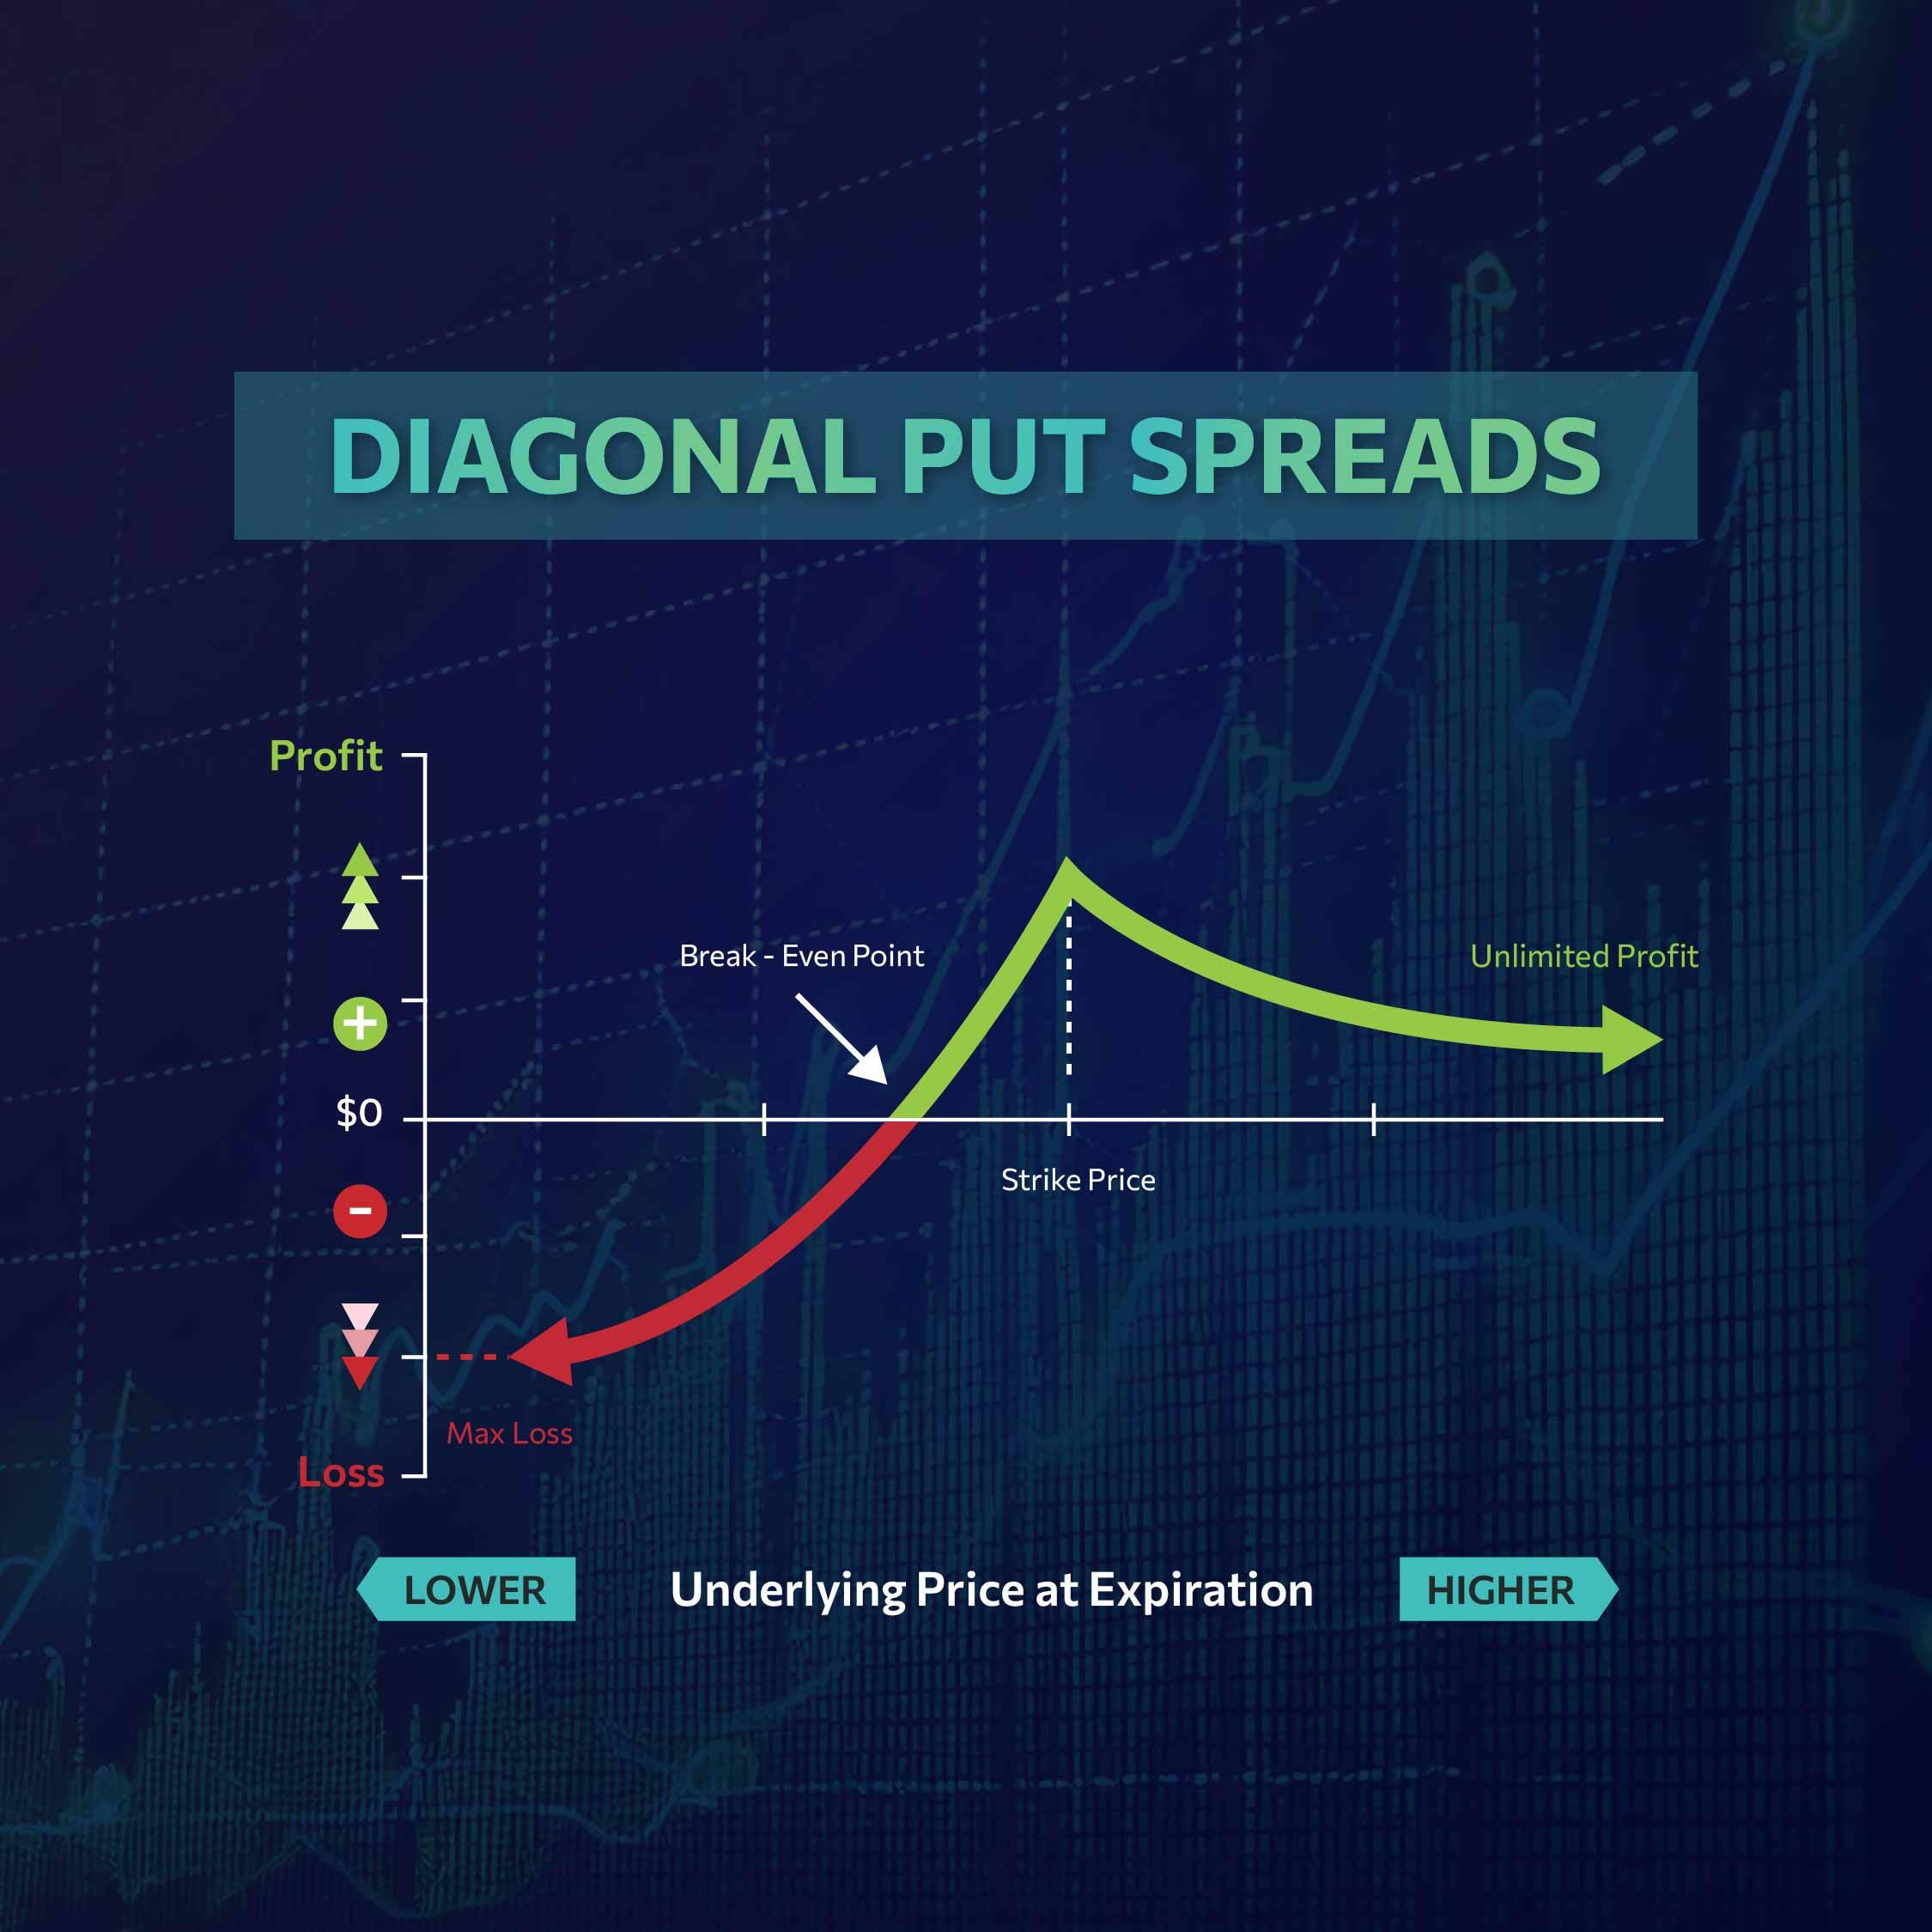 DIAGONAL PUT SPREADS
Profit
Break - Even Point
Unlimited Profit
+
$0
Strike Price
-
Max Loss
Loss
LOWER
Underlying Price at Expiration
HIGHER